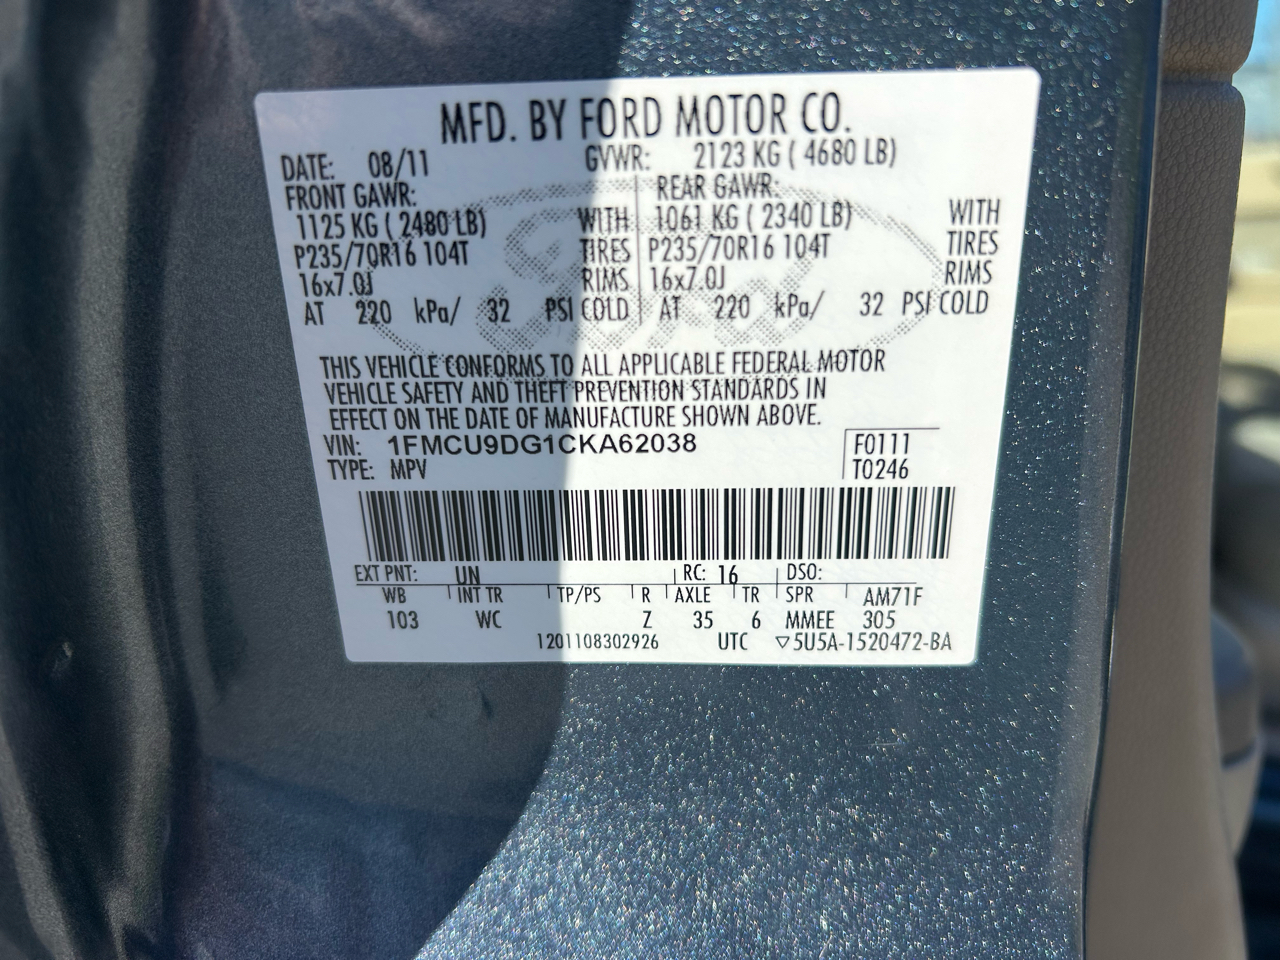 MFD. BY FORD MOTOR CO.
DATE: 08/11 GVWR: 2123 KG ( 4680 LB)
FRONT GAWR: REAR GAWR:
1125 KG ( 2480 LB) WITH 1061 KG ( 2340 LB) WITH
P235/70R16 104T TIRES P235/70R16 104T TIRES
16x7.0J RIMS 16x7.0J RIMS
AT 220 kPa/ 32 PSI COLD AT 220 kPa/ 32 PSI COLD
Ford
THIS VEHICLE CONFORMS TO ALL APPLICABLE FEDERAL MOTOR
VEHICLE SAFETY AND THEFT PREVENTION STANDARDS IN
EFFECT ON THE DATE OF MANUFACTURE SHOWN ABOVE.
VIN: 1FMCU9DG1CKA62038 F0111
TYPE: MPV T0246
EXT PNT: UN RC: 16 DSO:
WB INT TR TP/PS R AXLE TR SPR AM71F
103 WC Z 35 6 MMEE 305
1201108302926 UTC ▽5U5A-1520472-BA